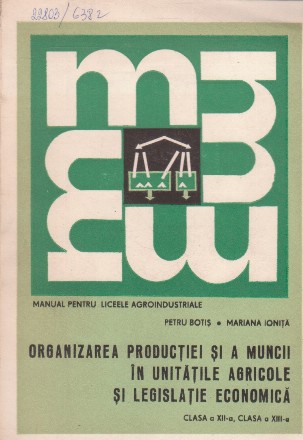 22803/6382
MANUAL PENTRU LICEELE AGROINDUSTRIALE
PETRU BOTIȘ • MARIANA IONIȚĂ
ORGANIZAREA PRODUCȚIEI ȘI A MUNCII
ÎN UNITĂȚILE AGRICOLE
ȘI LEGISLAȚIE ECONOMICĂ
CLASA a XII-a, CLASA a XIII-a